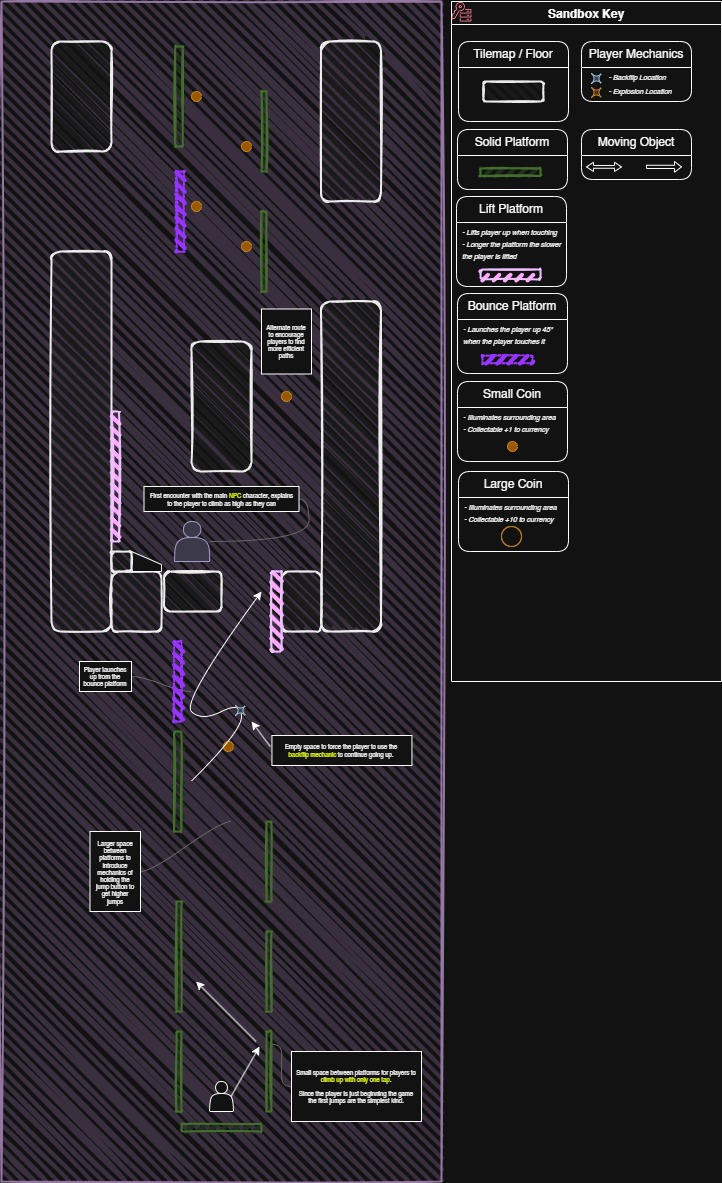 Sandbox Key
Tilemap / Floor
Player Mechanics
- Backflip Location
- Explosion Location
Solid Platform
Moving Object
Lift Platform
- Lifts player up when touching
- Longer the platform the slower
the player is lifted
Bounce Platform
- Launches the player up 45°
when the player touches it
Small Coin
- Illuminates surrounding area
- Collectable +1 to currency
Large Coin
- Illuminates surrounding area
- Collectable +10 to currency
Alternate route
to encourage
players to find
more efficient
paths
First encounter with the main NPC character, explains
to the player to climb as high as they can
Player launches
up from the
bounce platform
Empty space to force the player to use the
backflip mechanic to continue going up.
Larger space
between
platforms to
introduce
mechanics of
holding the
jump button to
get higher
jumps
Small space between platforms for players to
climb up with only one tap.
Since the player is just beginning the game
the first jumps are the simplest kind.